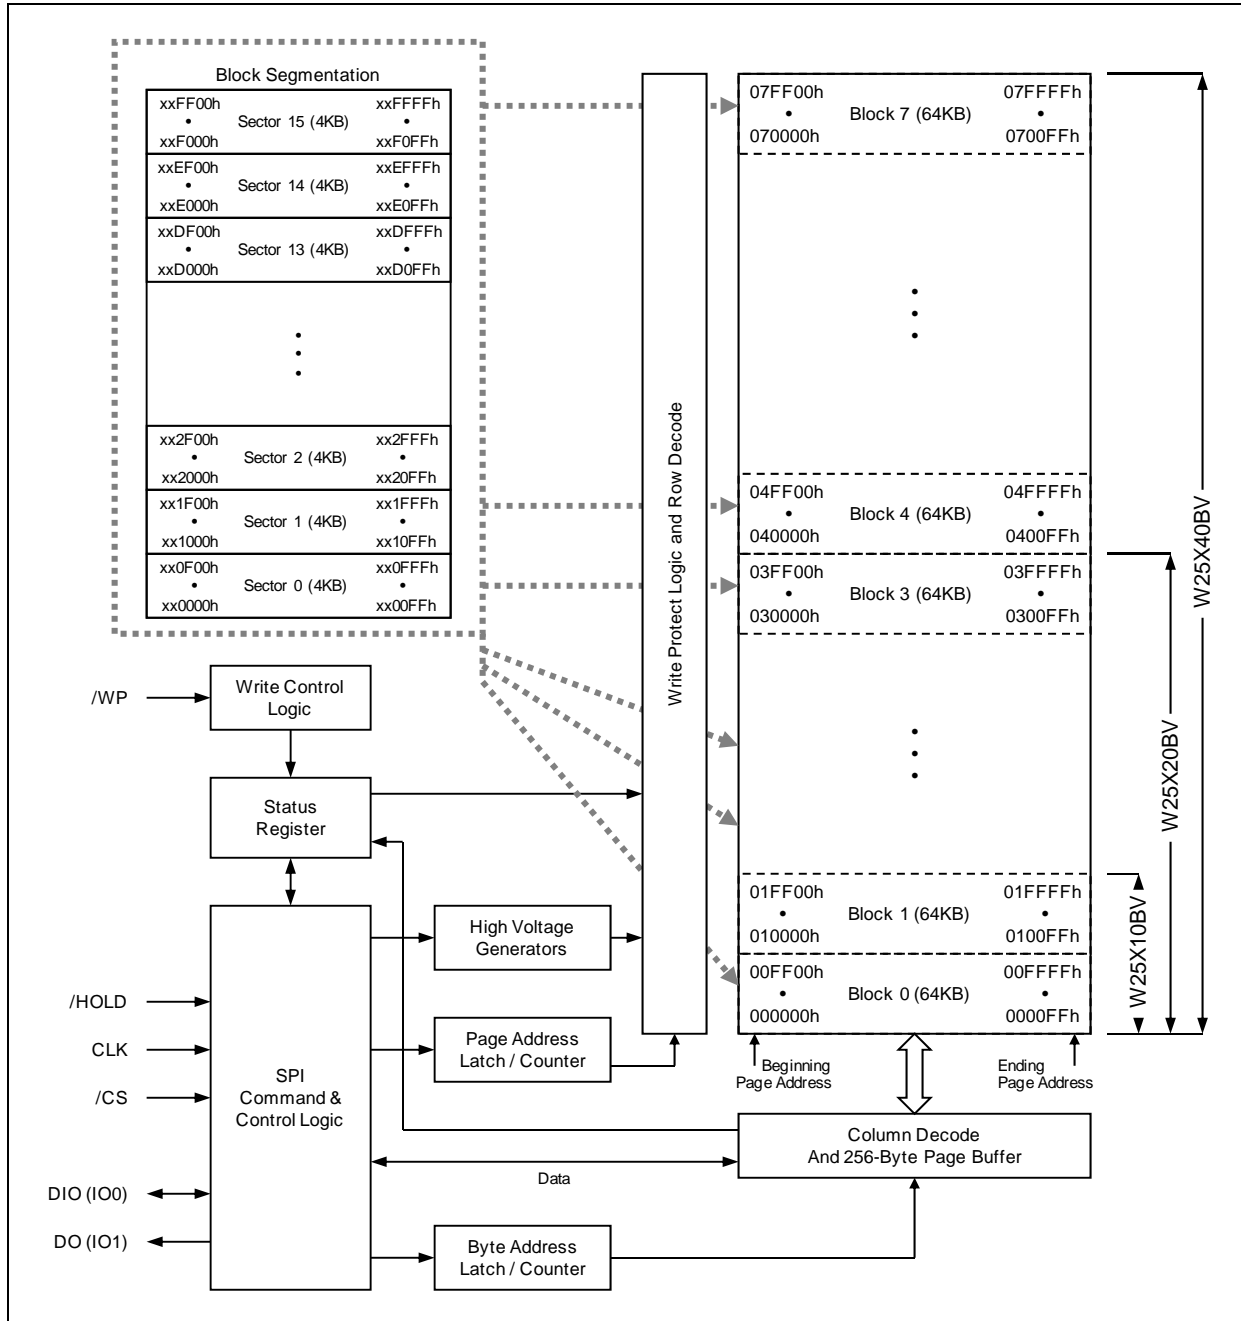 Block Segmentation
xxFF00h xxFFFFh
• Sector 15 (4KB) •
xxF000h xxF0FFh
xxEF00h xxEFFFh
• Sector 14 (4KB) •
xxE000h xxE0FFh
xxDF00h xxDFFFh
• Sector 13 (4KB) •
xxD000h xxD0FFh
xx2F00h xx2FFFh
• Sector 2 (4KB) •
xx2000h xx20FFh
xx1F00h xx1FFFh
• Sector 1 (4KB) •
xx1000h xx10FFh
xx0F00h xx0FFFh
• Sector 0 (4KB) •
xx0000h xx00FFh
Write Protect Logic and Row Decode
07FF00h 07FFFFh
• Block 7 (64KB) •
070000h 0700FFh
04FF00h 04FFFFh
• Block 4 (64KB) •
040000h 0400FFh
03FF00h 03FFFFh
• Block 3 (64KB) •
030000h 0300FFh
01FF00h 01FFFFh
• Block 1 (64KB) •
010000h 0100FFh
00FF00h 00FFFFh
• Block 0 (64KB) •
000000h 0000FFh
W25X10BV
W25X20BV
W25X40BV
Beginning
Page Address
Ending
Page Address
/WP
Write Control
Logic
Status
Register
High Voltage
Generators
/HOLD
CLK
/CS
DIO (IO0)
DO (IO1)
SPI
Command &
Control Logic
Page Address
Latch / Counter
Column Decode
And 256-Byte Page Buffer
Data
Byte Address
Latch / Counter